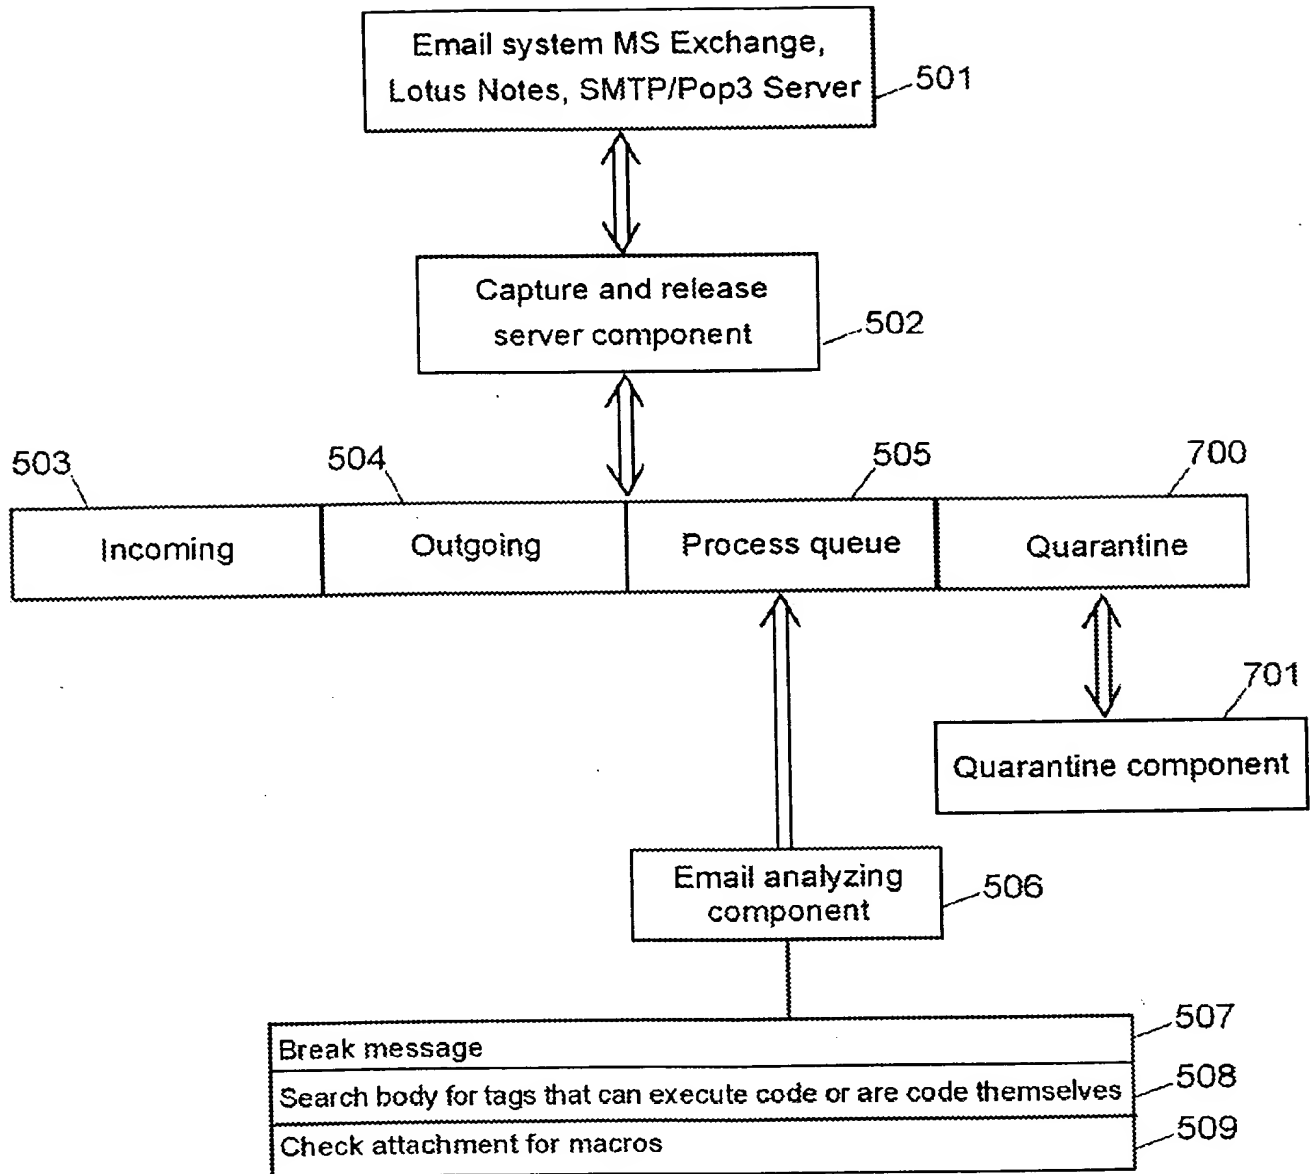 Email system MS Exchange,
Lotus Notes, SMTP/Pop3 Server
501
Capture and release
server component
502
503
504
505
700
Incoming
Outgoing
Process queue
Quarantine
701
Quarantine component
Email analyzing
component
506
507
Break message
508
Search body for tags that can execute code or are code themselves
509
Check attachment for macros